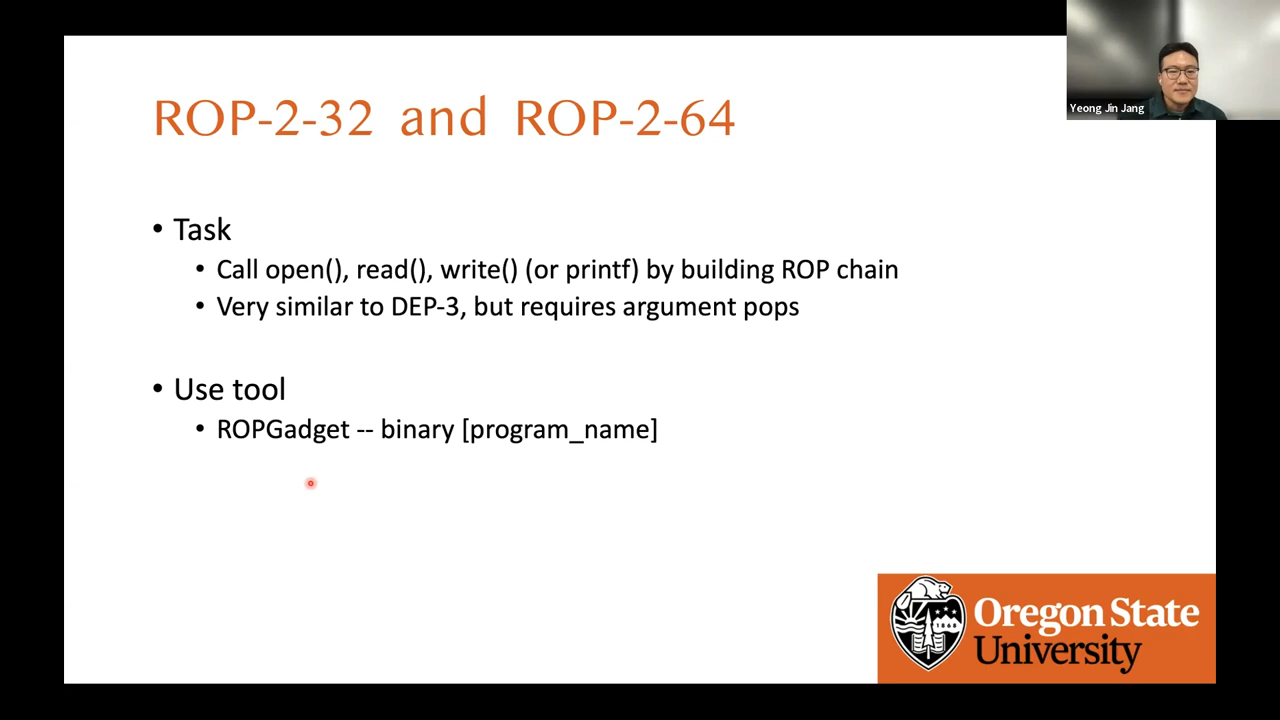 Yeong Jin Jang
ROP-2-32 and ROP-2-64
• Task
• Call open(), read(), write() (or printf) by building ROP chain
• Very similar to DEP-3, but requires argument pops
• Use tool
• ROPGadget -- binary [program_name]
Oregon State
University